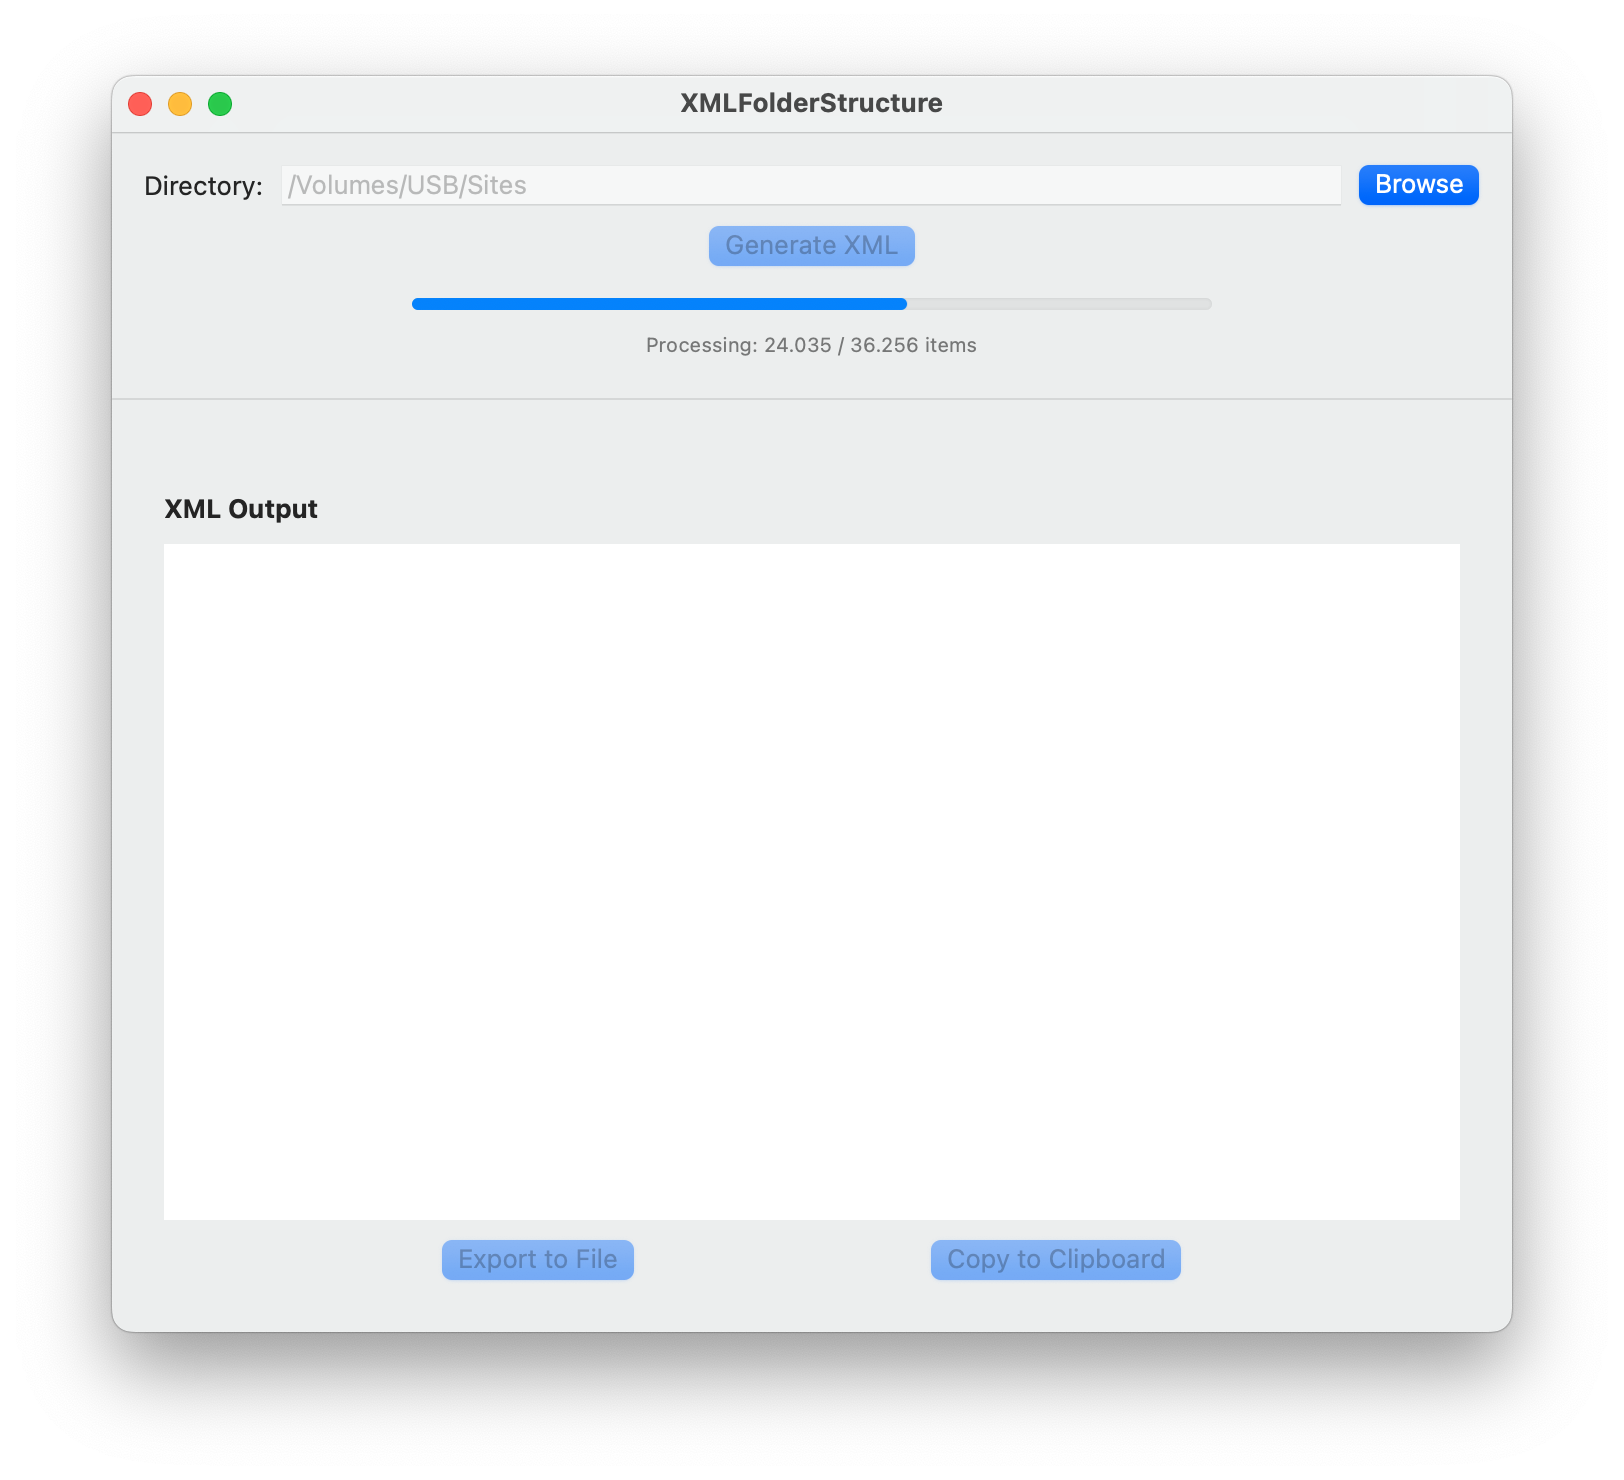 XMLFolderStructure
Directory: /Volumes/USB/Sites Browse
Generate XML
Processing: 24.035 / 36.256 items
XML Output
Export to File Copy to Clipboard